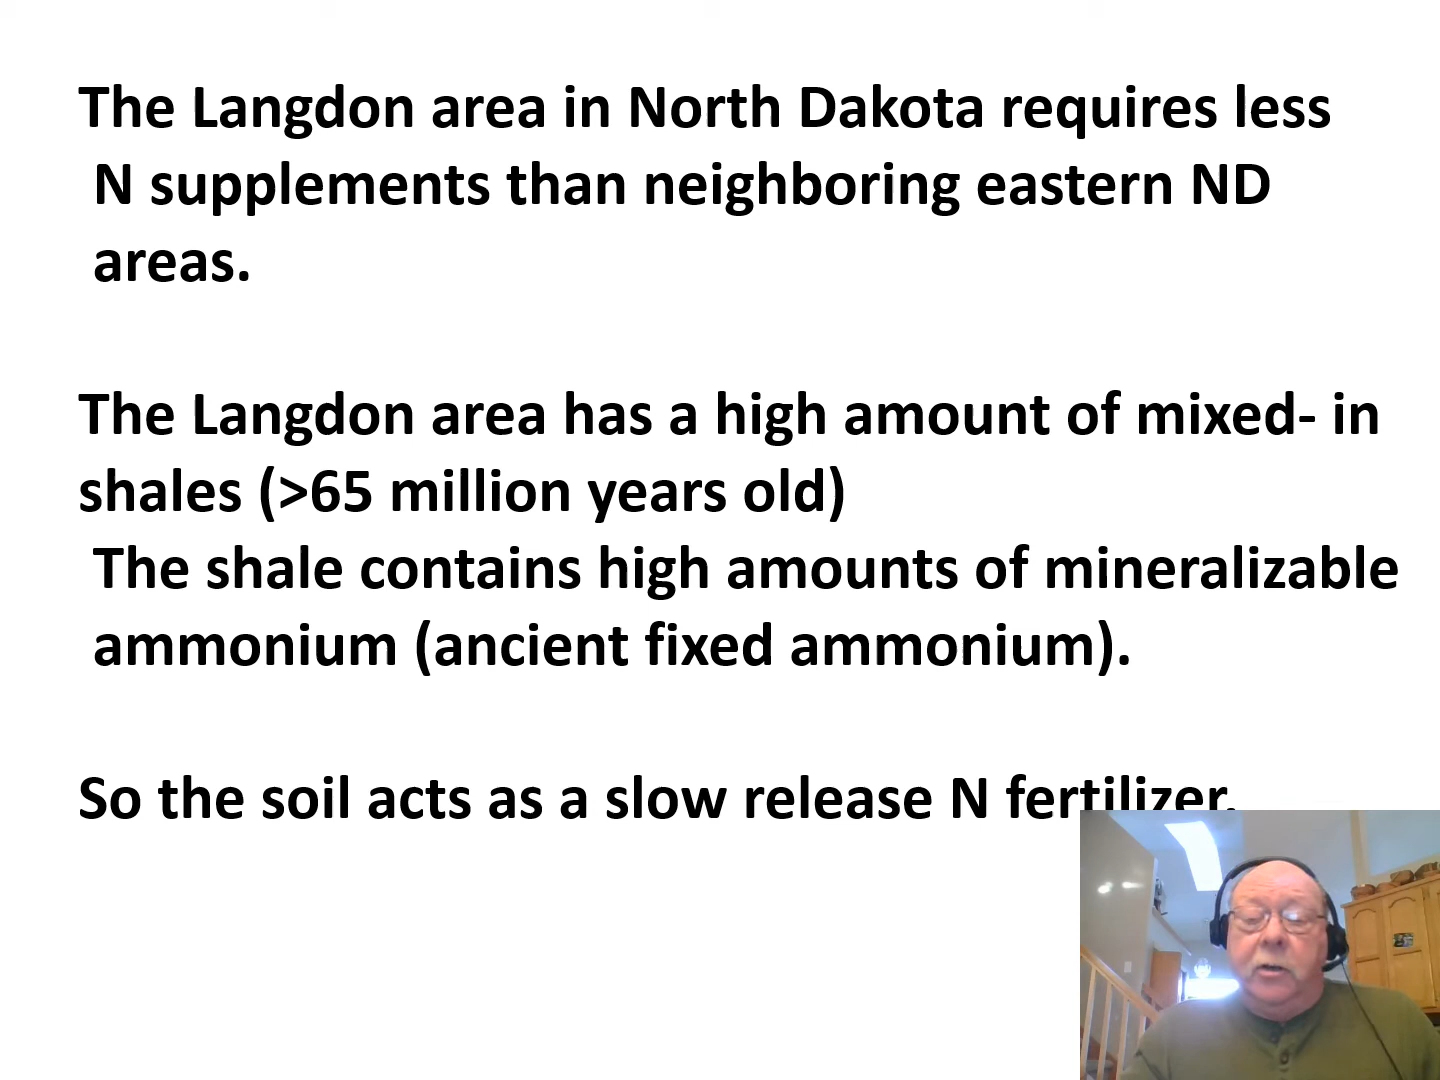 The Langdon area in North Dakota requires less
N supplements than neighboring eastern ND
areas.
The Langdon area has a high amount of mixed- in
shales (>65 million years old)
The shale contains high amounts of mineralizable
ammonium (ancient fixed ammonium).
So the soil acts as a slow release N fertilizer.